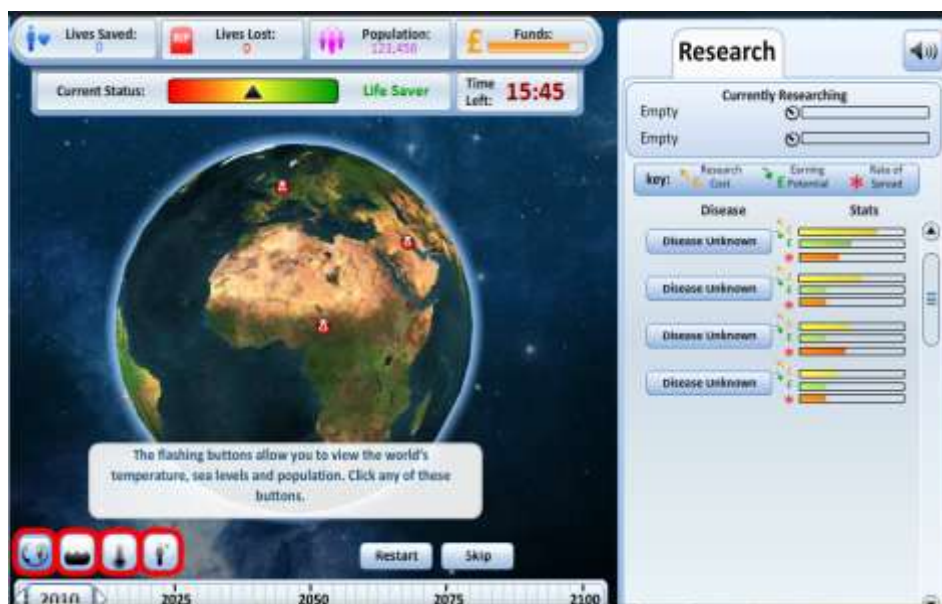 Lives Saved: Lives Lost: Population: Funds:
0 0 123,456
RIP £
Current Status: Life Saver Time Left: 15:45
Research
Currently Researching
Empty
Empty
key: Research Cost £ Earning Potential Rate of Spread
Disease Stats
Disease Unknown
Disease Unknown
Disease Unknown
Disease Unknown
The flashing buttons allow you to view the world's
temperature, sea levels and population. Click any of these
buttons.
Restart Skip
2010 2025 2050 2075 2100